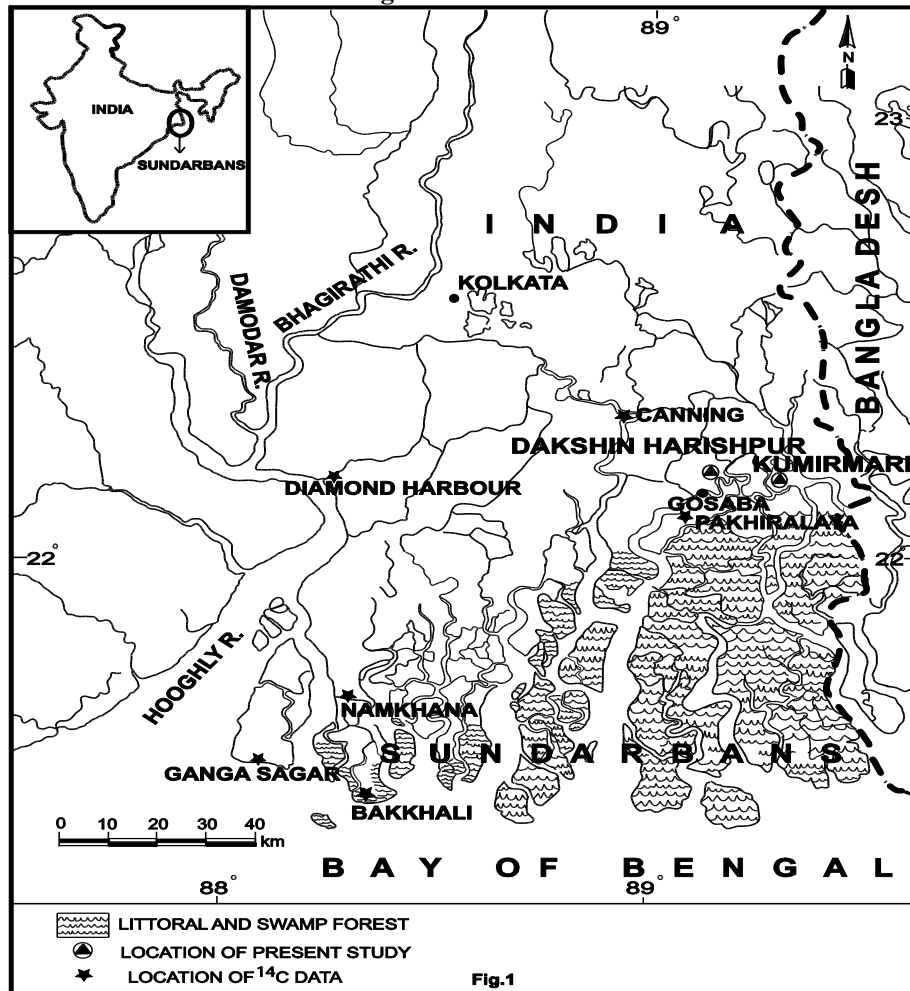 INDIA
SUNDARBANS
89°
N
23°
I N D I A
BANGLADESH
KOLKATA
BHAGIRATHI R.
DAMODAR R.
CANNING
DAKSHIN HARISHPUR
KUMIRMARI
DIAMOND HARBOUR
GOSABA
PAKHIRALAYA
22°
22°
HOOGHLY R.
NAMKHANA
S U N D A R B A N S
GANGA SAGAR
BAKKHALI
0 10 20 30 40
km
B A Y O F B E N G A L
88°
89°
LITTORAL AND SWAMP FOREST
LOCATION OF PRESENT STUDY
LOCATION OF 14C DATA
Fig.1